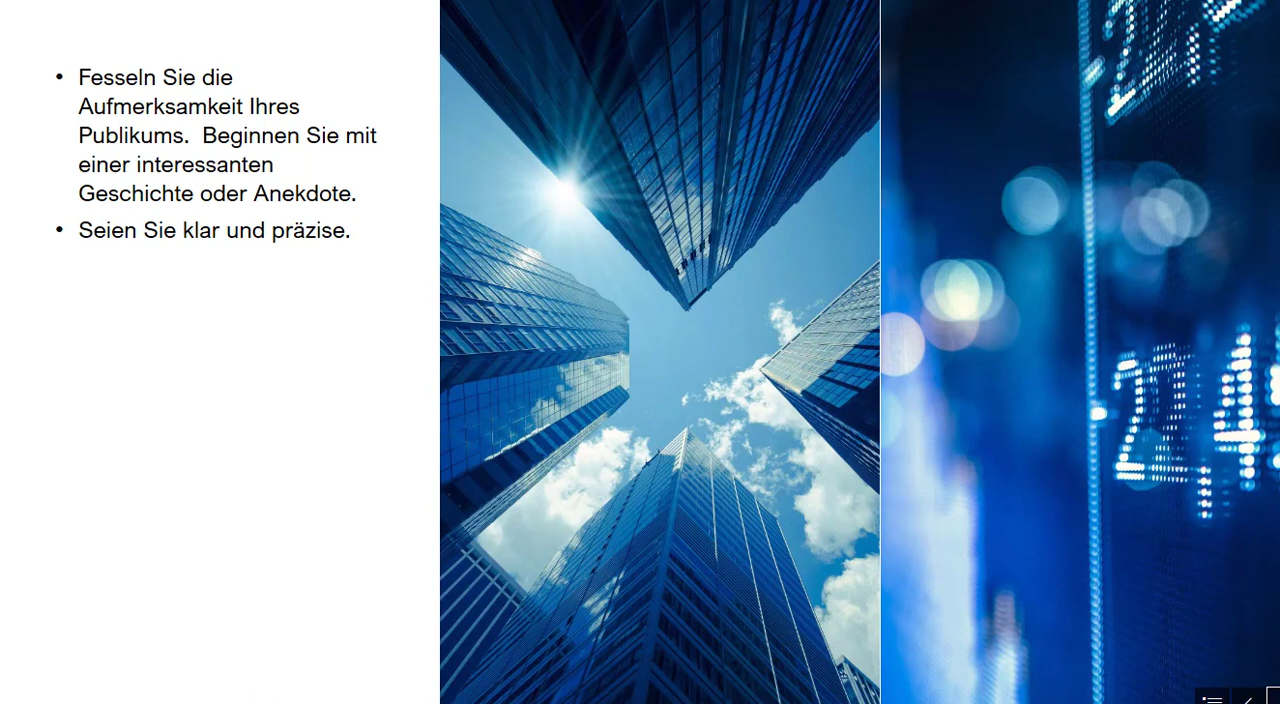 • Fesseln Sie die
Aufmerksamkeit Ihres
Publikums.  Beginnen Sie mit
einer interessanten
Geschichte oder Anekdote.
• Seien Sie klar und präzise.